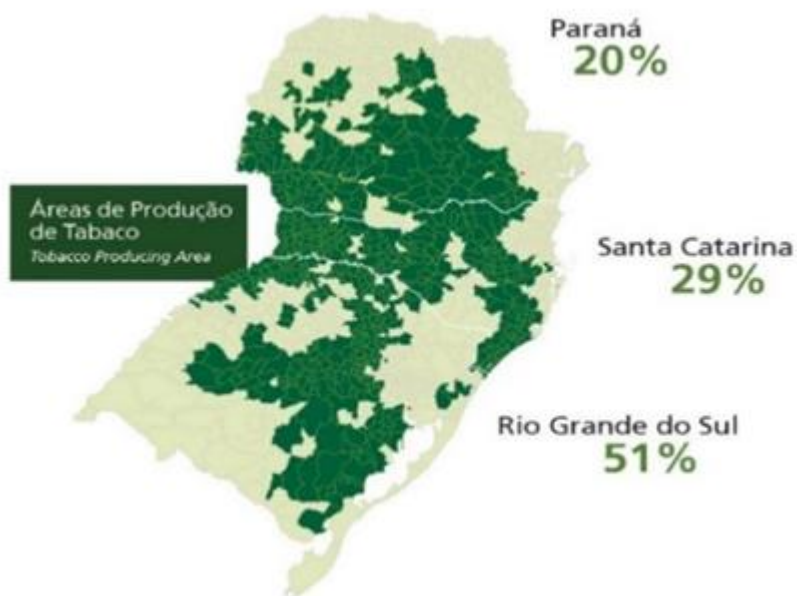 Paraná
20%
Áreas de Produção
de Tabaco
Tobacco Producing Area
Santa Catarina
29%
Rio Grande do Sul
51%